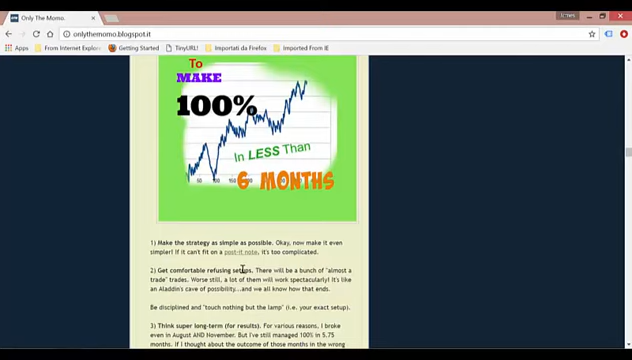 Only The Momo.
onlythemomo.blogspot.it
Apps
From Internet Explorer
Getting Started
TinyURL!
Importati da Firefox
Imported From IE
To
MAKE
100%
In LESS Than
6 MONTHS
1) Make the strategy as simple as possible. Okay, now make it even
simpler! If it can't fit on a post-it note, it's too complicated.
2) Get comfortable refusing setups. There will be a bunch of "almost a
trade" trades. Worse still, a lot of them will work spectacularly! It's like
an Aladdin's cave of possibility...and we all know how that ends.
Be disciplined and "touch nothing but the lamp" (i.e. your exact setup).
3) Think super long-term (for results). For various reasons, I broke
even in August AND November. But I've still managed 100% in 5.75
months. If I thought about the outcome of those months in the wrong